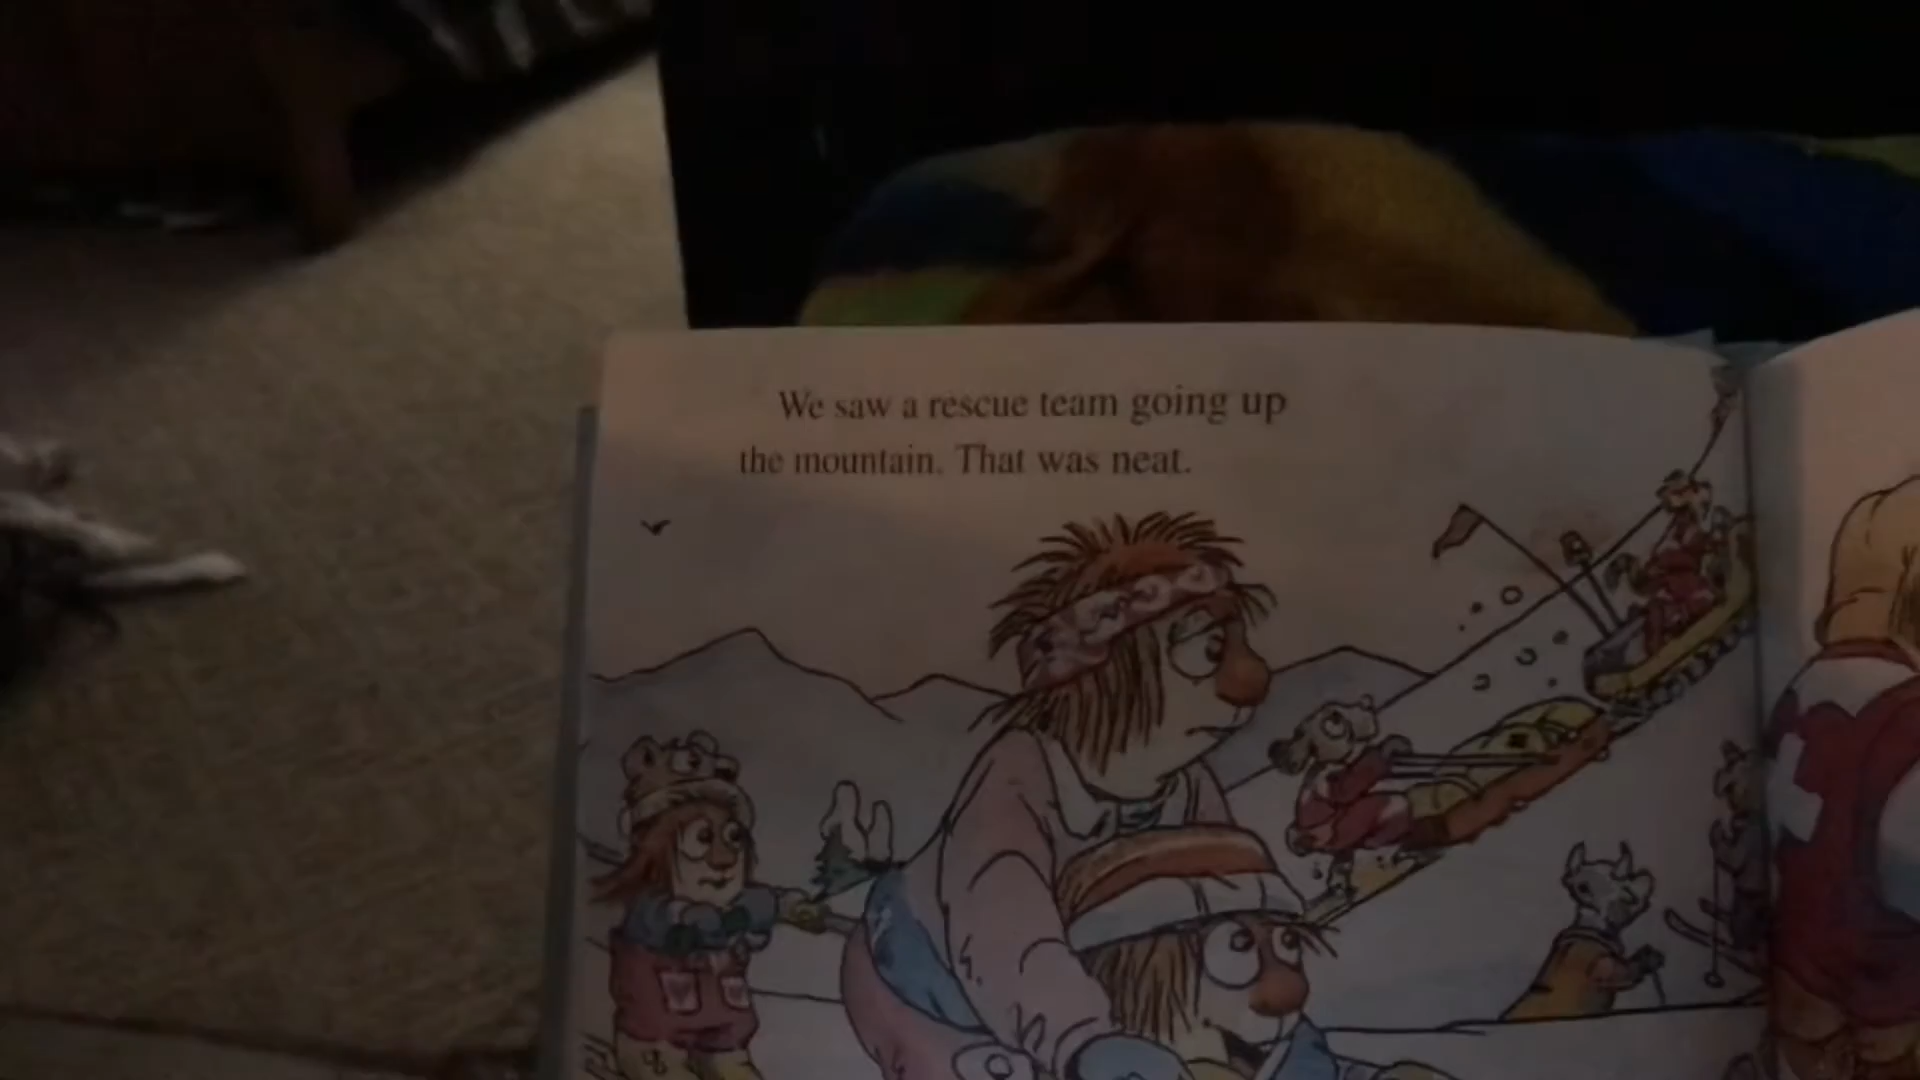 We saw a rescue team going up
the mountain. That was neat.